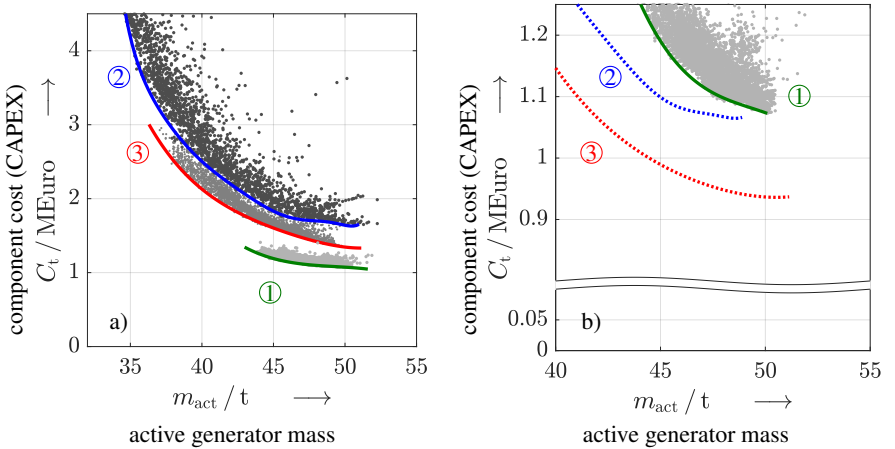 component cost (CAPEX)
C_t / MEuro ⟶
4
3
2
1
0
35
40
45
50
55
②
③
①
a)
m_act / t ⟶
active generator mass
component cost (CAPEX)
C_t / MEuro ⟶
1.2
1.1
1
0.9
0.05
0
40
45
50
55
②
①
③
b)
m_act / t ⟶
active generator mass